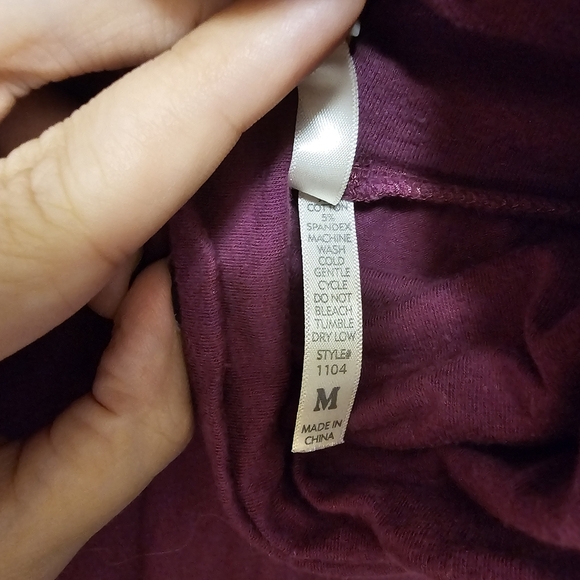 COTTON
5%
SPANDEX
MACHINE
WASH
COLD
GENTLE
CYCLE
DO NOT
BLEACH
TUMBLE
DRY LOW
STYLE#
1104
M
MADE IN
CHINA